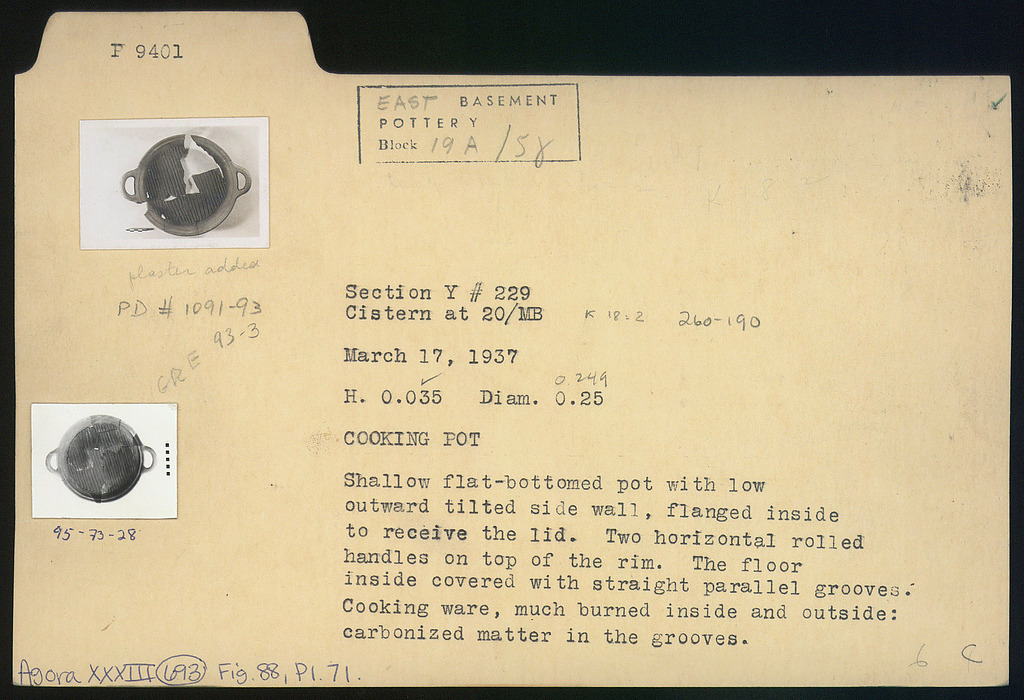 P 9401
EAST BASEMENT
POTTERY
Block 19 A / 58
K 8 2
plaster added
PD # 1091-93
93-3
GRE
95-73-28
Section Y # 229
Cistern at 20/MB K 18:2 260-190
March 17, 1937
0.249
H. 0.035 Diam. 0.25
COOKING POT
Shallow flat-bottomed pot with low
outward tilted side wall, flanged inside
to receive the lid. Two horizontal rolled
handles on top of the rim. The floor
inside covered with straight parallel grooves.
Cooking ware, much burned inside and outside:
carbonized matter in the grooves.
Agora XXXIII 693 Fig. 88, Pl. 71.
6 C